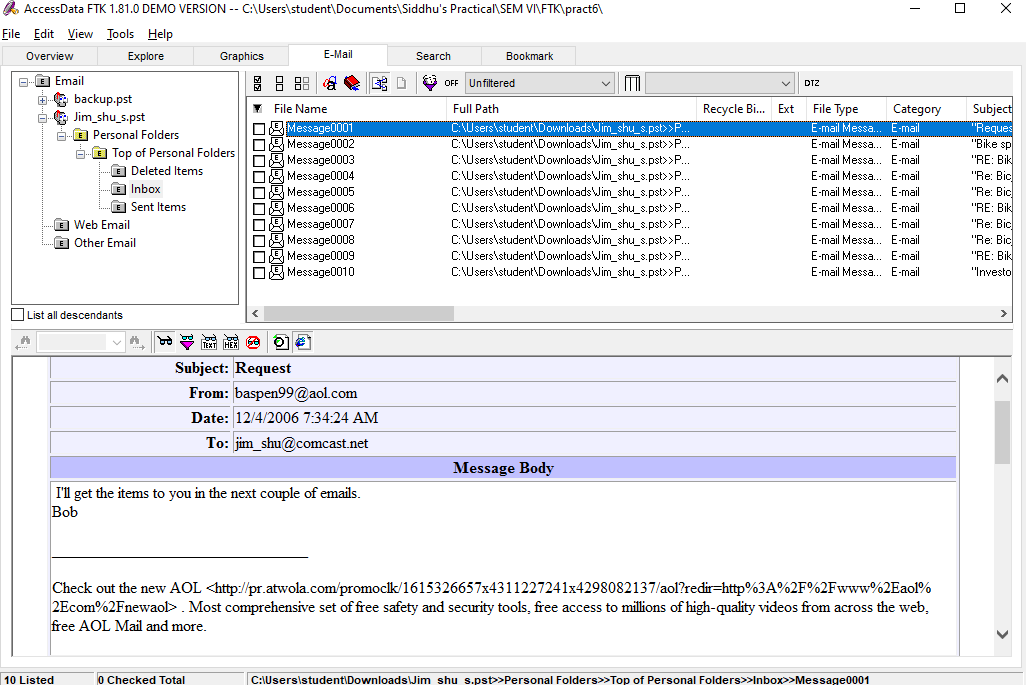 AccessData FTK 1.81.0 DEMO VERSION -- C:\Users\student\Documents\Siddhu's Practical\SEM VI\FTK\pract6\
File Edit View Tools Help
Overview Explore Graphics E-Mail Search Bookmark
Email
backup.pst
Jim_shu_s.pst
Personal Folders
Top of Personal Folders
Deleted Items
Inbox
Sent Items
Web Email
Other Email
List all descendants
OFF Unfiltered DTZ
File Name Full Path Recycle Bi... Ext File Type Category Subject
Message0001 C:\Users\student\Downloads\Jim_shu_s.pst>>P... E-mail Messa... E-mail "Reques
Message0002 C:\Users\student\Downloads\Jim_shu_s.pst>>P... E-mail Messa... E-mail "Bike sp
Message0003 C:\Users\student\Downloads\Jim_shu_s.pst>>P... E-mail Messa... E-mail "RE: Bik
Message0004 C:\Users\student\Downloads\Jim_shu_s.pst>>P... E-mail Messa... E-mail "Re: Bic
Message0005 C:\Users\student\Downloads\Jim_shu_s.pst>>P... E-mail Messa... E-mail "Re: Bic
Message0006 C:\Users\student\Downloads\Jim_shu_s.pst>>P... E-mail Messa... E-mail "RE: Bik
Message0007 C:\Users\student\Downloads\Jim_shu_s.pst>>P... E-mail Messa... E-mail "Re: Bic
Message0008 C:\Users\student\Downloads\Jim_shu_s.pst>>P... E-mail Messa... E-mail "Re: Bic
Message0009 C:\Users\student\Downloads\Jim_shu_s.pst>>P... E-mail Messa... E-mail "RE: Bik
Message0010 C:\Users\student\Downloads\Jim_shu_s.pst>>P... E-mail Messa... E-mail "Investo
TEXT HEX
Subject: Request
From: baspen99@aol.com
Date: 12/4/2006 7:34:24 AM
To: jim_shu@comcast.net
Message Body
I'll get the items to you in the next couple of emails.
Bob
Check out the new AOL <http://pr.atwola.com/promoclk/1615326657x4311227241x4298082137/aol?redir=http%3A%2F%2Fwww%2Eaol%
2Ecom%2Fnewaol> . Most comprehensive set of free safety and security tools, free access to millions of high-quality videos from across the web,
free AOL Mail and more.
10 Listed 0 Checked Total C:\Users\student\Downloads\Jim_shu_s.pst>>Personal Folders>>Top of Personal Folders>>Inbox>>Message0001